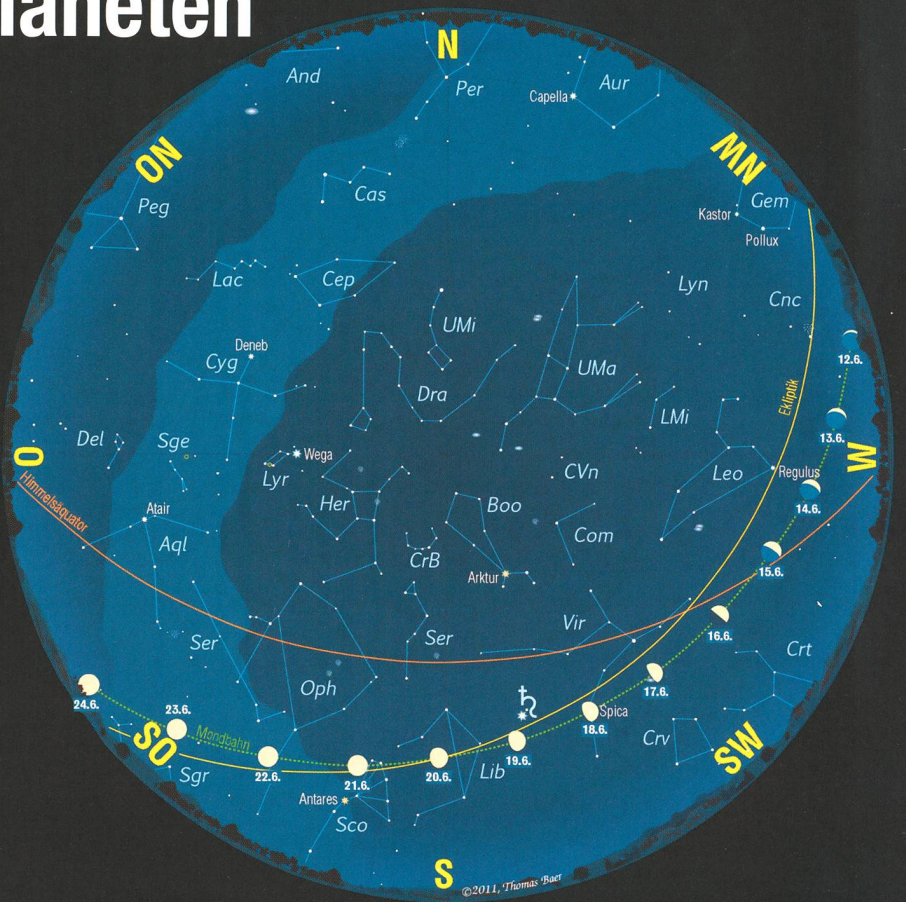 laneten
N
And
Per
Aur
Capella
NO
NW
Cas
Peg
Kastor
Gem
Pollux
Lac
Cep
Lyn
Cnc
UMi
Deneb
12.6.
Cyg
UMa
Dra
Ekliptik
LMi
Del
Sge
13.6.
O
Wega
W
Lyr
CVn
Leo
Regulus
Himmelsäquator
Her
Boo
14.6.
Atair
Com
Aql
CrB
Arktur
15.6.
Vir
16.6.
Ser
Ser
Crt
Oph
17.6.
♄
24.6.
23.6.
Spica
Mondbahn
18.6.
SO
Crv
SW
19.6.
Sgr
22.6.
21.6.
20.6.
Lib
Antares
Sco
S
©2011, Thomas Baer